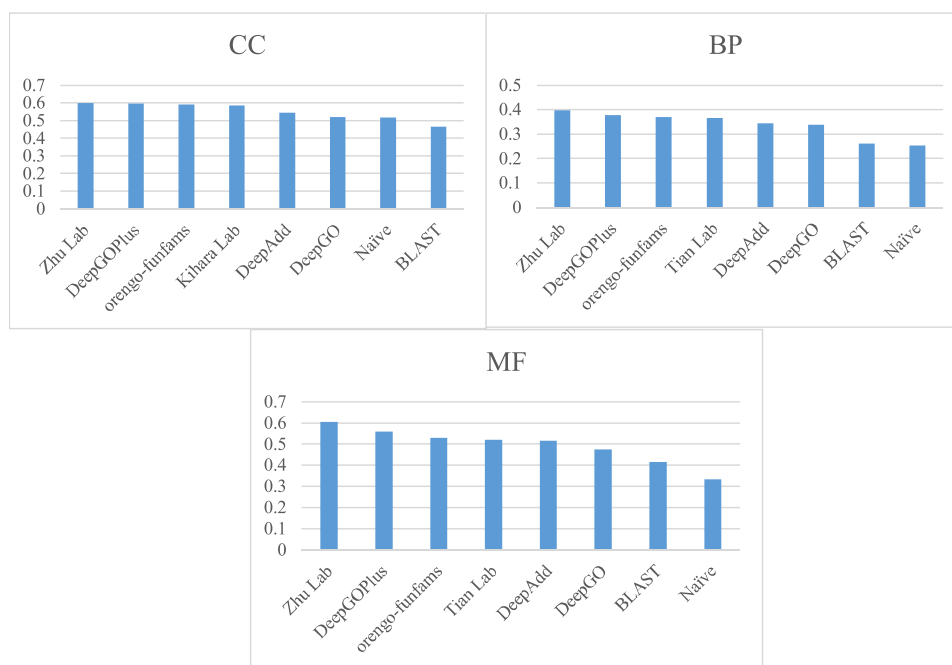 CC
0.7
0.6
0.5
0.4
0.3
0.2
0.1
0
Zhu Lab
DeepGOPlus
orengo-funfams
Kihara Lab
DeepAdd
DeepGO
Naïve
BLAST
BP
0.5
0.4
0.3
0.2
0.1
0
Zhu Lab
DeepGOPlus
orengo-funfams
Tian Lab
DeepAdd
DeepGO
BLAST
Naïve
MF
0.7
0.6
0.5
0.4
0.3
0.2
0.1
0
Zhu Lab
DeepGOPlus
orengo-funfams
Tian Lab
DeepAdd
DeepGO
BLAST
Naïve